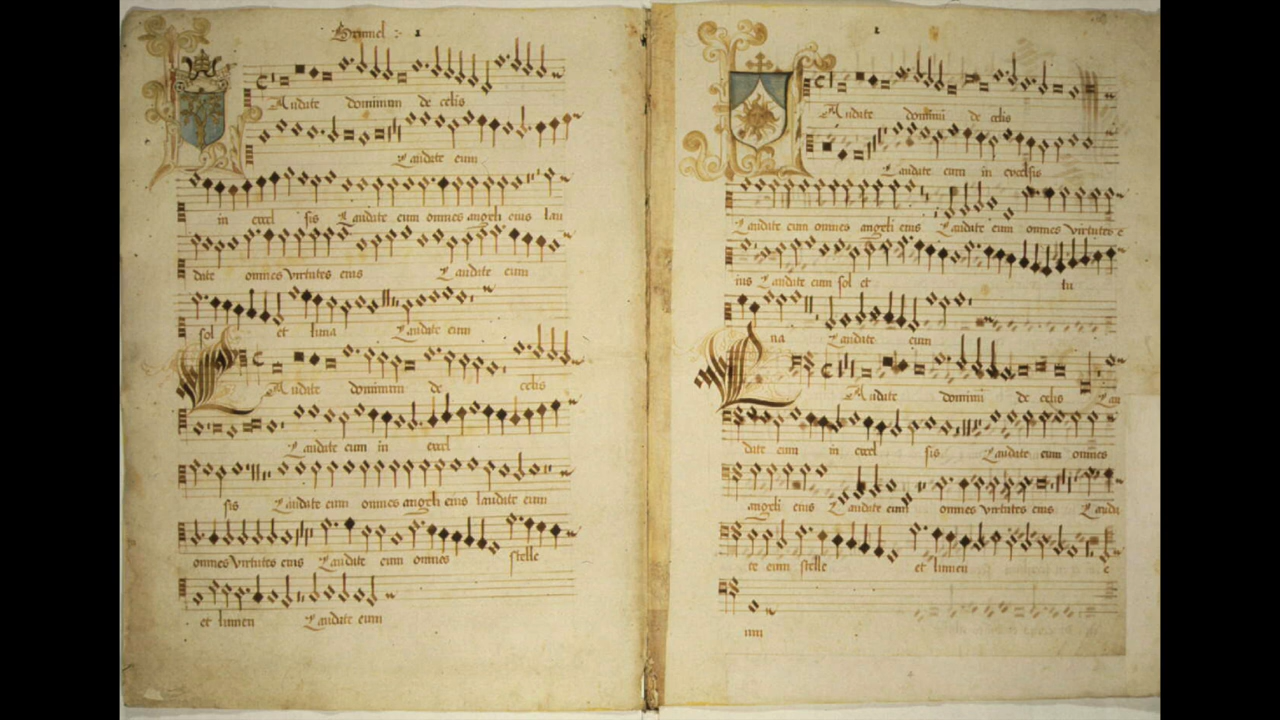 Brumel :- 1
Laudate dominum de celis
Laudate eum
in excel sis Laudate eum omnes angeli eius lau
date omnes virtutes eius Laudate eum
sol et luna Laudate eum
Laudate dominum de celis
Laudate eum in excel
sis Laudate eum omnes angeli eius laudate eum
omnes virtutes eius Laudate eum omnes stelle
et lumen Laudate eum
1
Laudate domini de celis
Laudate eum in excelsis
Laudate eum omnes angeli eius Laudate eum omnes virtutes e
ius Laudate eum sol et lu
na Laudate eum
Laudate domini de celis Lau
date eum in excel sis Laudate eum omnes
angeli eius Laudate eum omnes virtutes eius Lauda
te eum stelle et lumen e